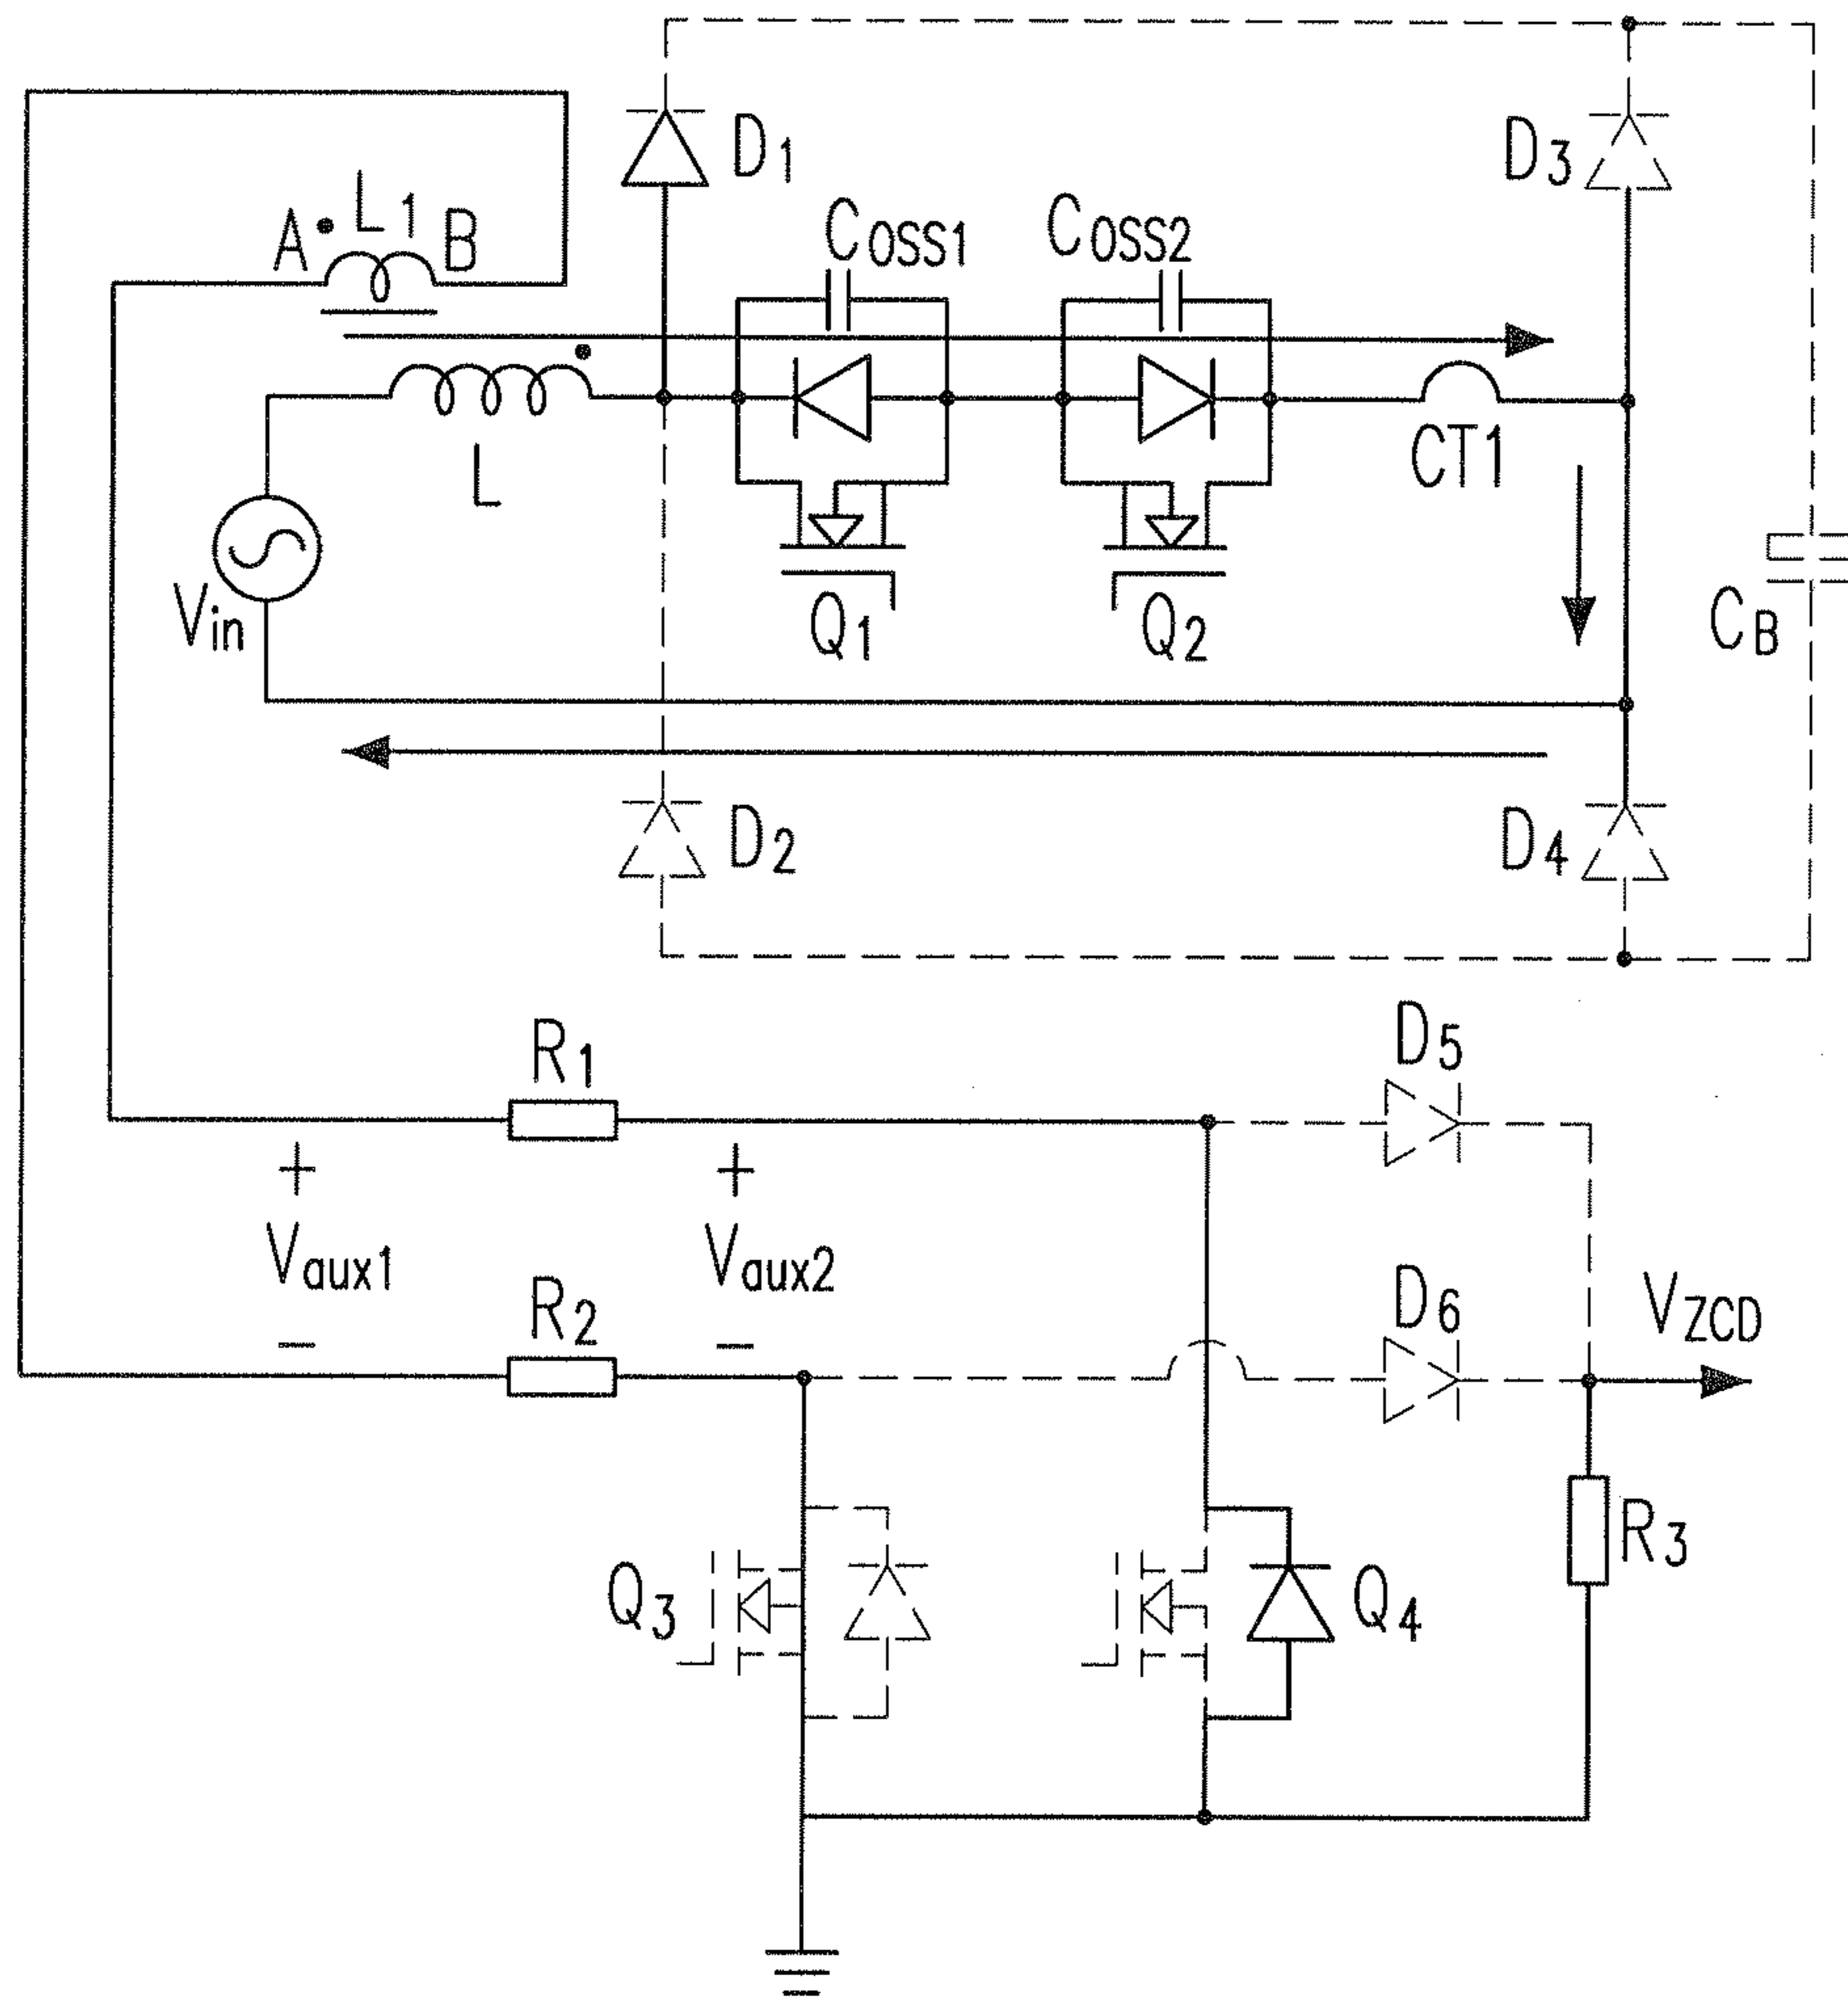 D1
D3
A
L1
B
COSS1
COSS2
L
CT1
Vin
Q1
Q2
CB
D2
D4
R1
D5
+
+
Vaux1
Vaux2
R2
D6
VZCD
−
−
Q3
Q4
R3